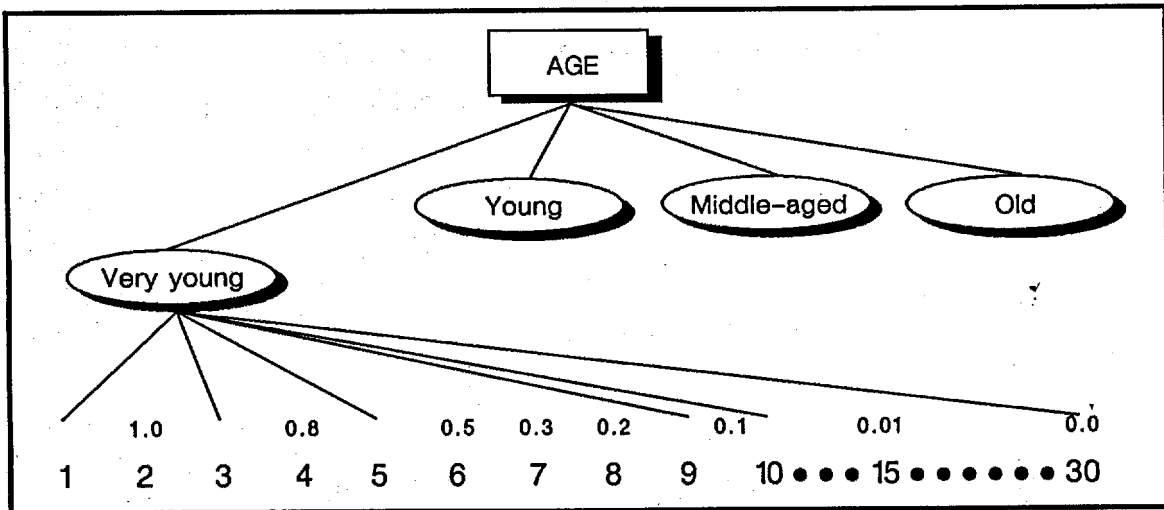 AGE
Young Middle-aged Old
Very young
1.0 0.8 0.5 0.3 0.2 0.1 0.01 0.0
1 2 3 4 5 6 7 8 9 10 ● ● ● 15 ● ● ● ● ● ● ● 30